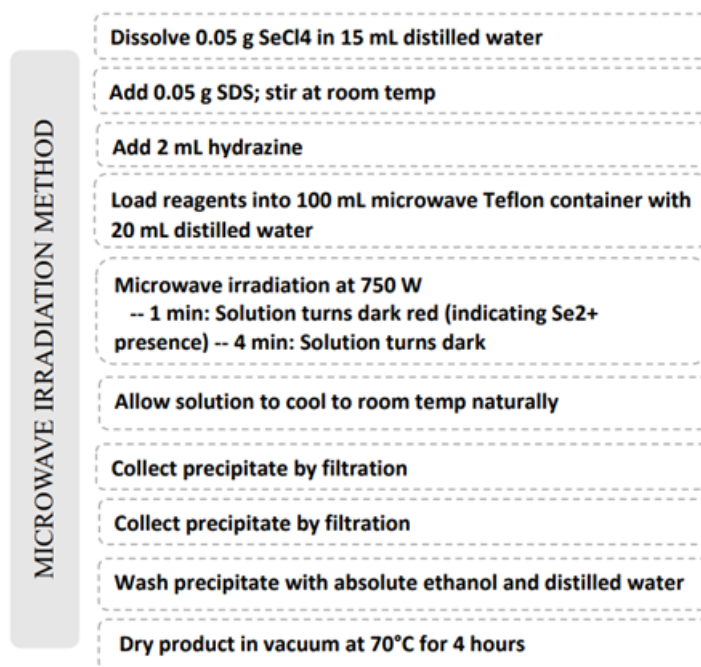 MICROWAVE IRRADIATION METHOD
Dissolve 0.05 g SeCl4 in 15 mL distilled water
Add 0.05 g SDS; stir at room temp
Add 2 mL hydrazine
Load reagents into 100 mL microwave Teflon container with
20 mL distilled water
Microwave irradiation at 750 W
-- 1 min: Solution turns dark red (indicating Se2+
presence) -- 4 min: Solution turns dark
Allow solution to cool to room temp naturally
Collect precipitate by filtration
Collect precipitate by filtration
Wash precipitate with absolute ethanol and distilled water
Dry product in vacuum at 70°C for 4 hours